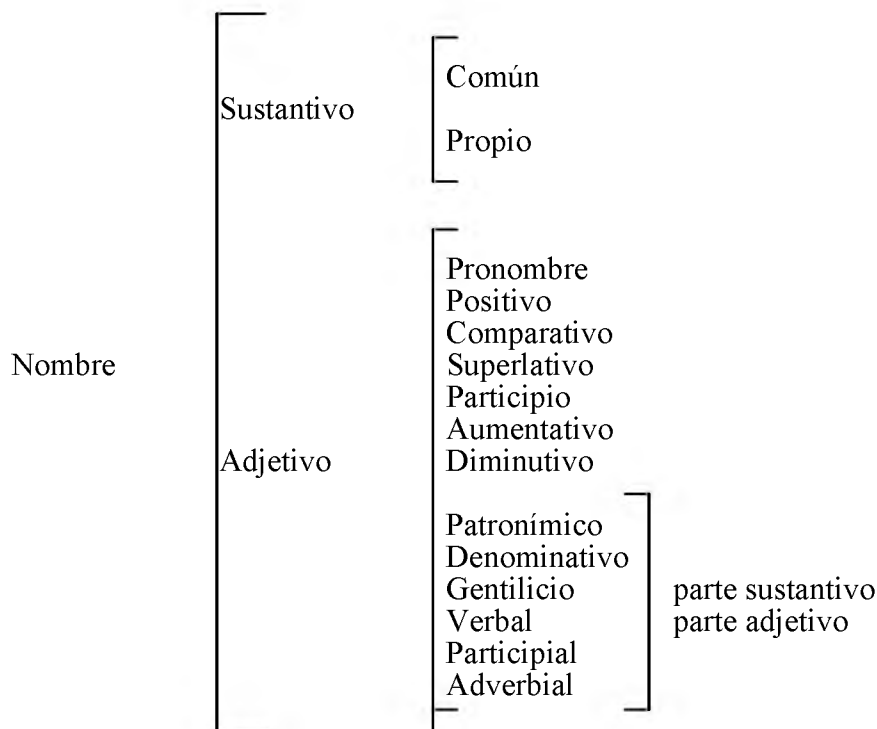 Común
Sustantivo
Propio
Pronombre
Positivo
Comparativo
Nombre
Superlativo
Participio
Aumentativo
Adjetivo
Diminutivo
Patronímico
Denominativo
Gentilicio
parte sustantivo
Verbal
parte adjetivo
Participial
Adverbial